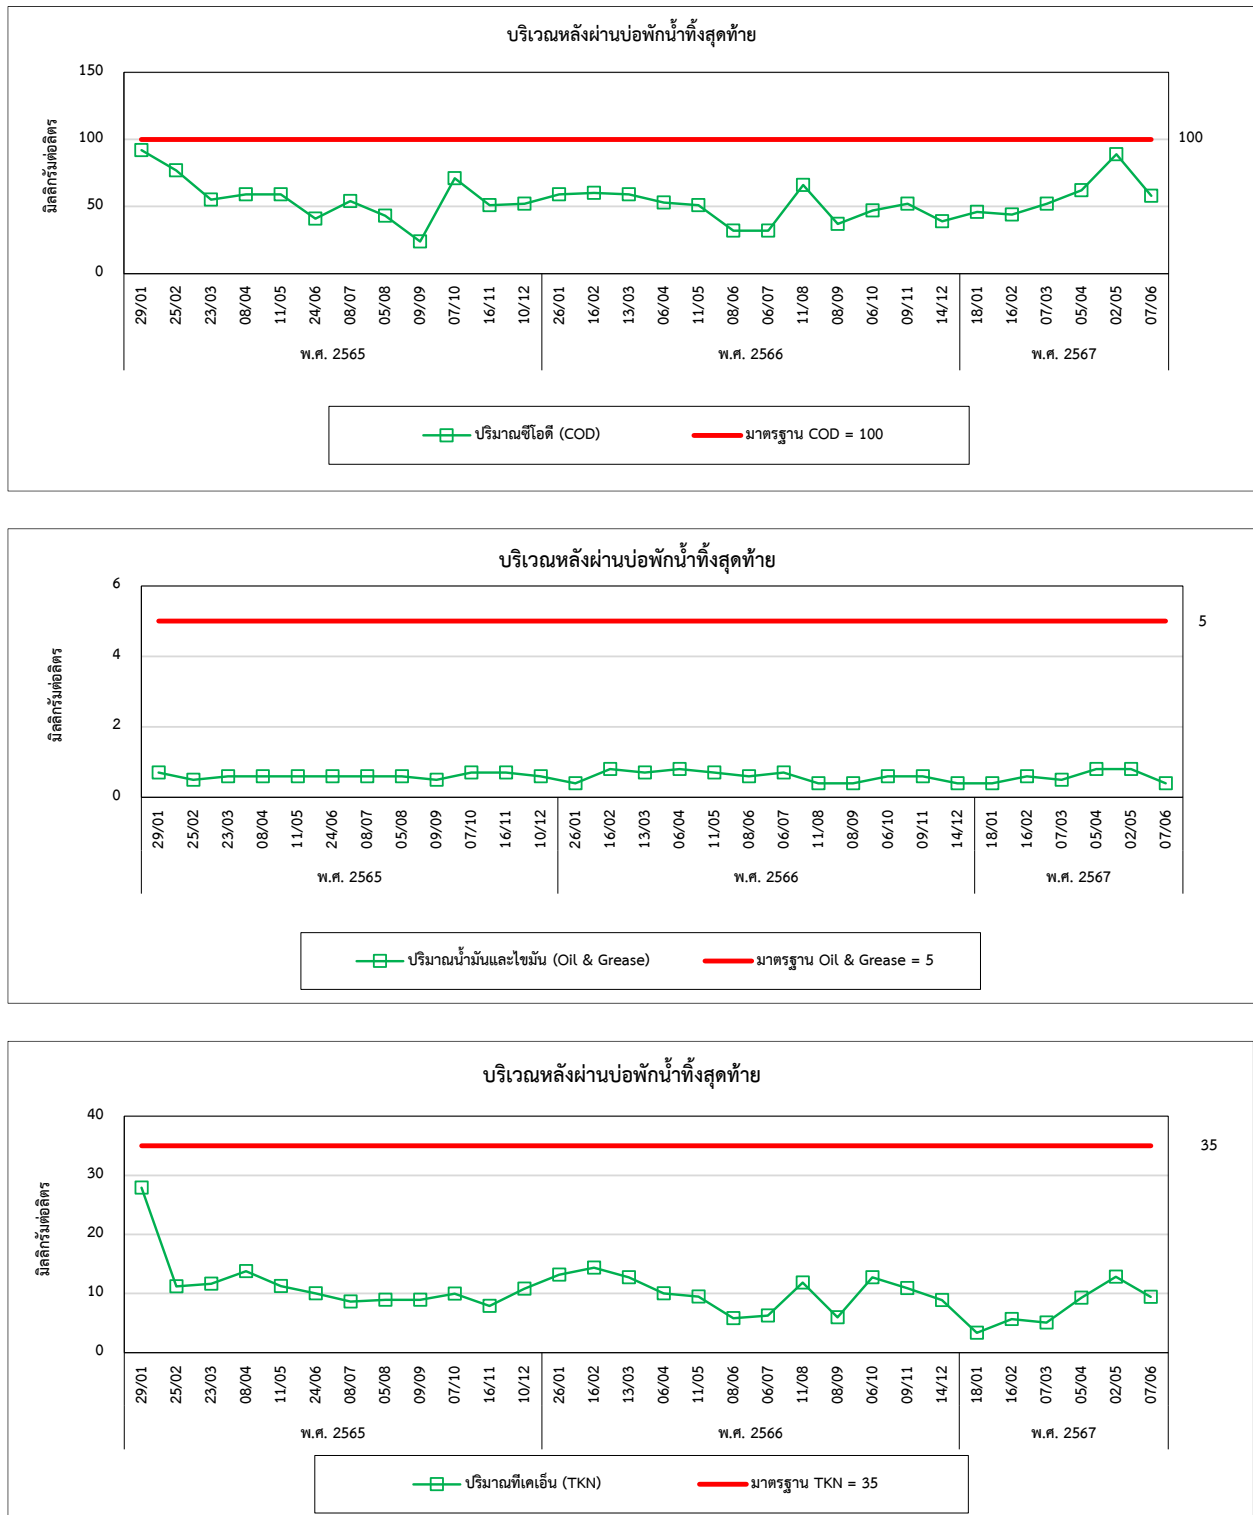 บริเวณหลังผ่านบ่อพักน้ำทิ้งสุดท้าย
มิลลิกรัมต่อลิตร
150
100
50
0
100
29/01 25/02 23/03 08/04 11/05 24/06 08/07 05/08 09/09 07/10 16/11 10/12 26/01 16/02 13/03 06/04 11/05 08/06 06/07 11/08 08/09 06/10 09/11 14/12 18/01 16/02 07/03 05/04 02/05 07/06
พ.ศ. 2565 พ.ศ. 2566 พ.ศ. 2567
ปริมาณซีโอดี (COD) มาตรฐาน COD = 100
บริเวณหลังผ่านบ่อพักน้ำทิ้งสุดท้าย
มิลลิกรัมต่อลิตร
6
4
2
0
5
29/01 25/02 23/03 08/04 11/05 24/06 08/07 05/08 09/09 07/10 16/11 10/12 26/01 16/02 13/03 06/04 11/05 08/06 06/07 11/08 08/09 06/10 09/11 14/12 18/01 16/02 07/03 05/04 02/05 07/06
พ.ศ. 2565 พ.ศ. 2566 พ.ศ. 2567
ปริมาณน้ำมันและไขมัน (Oil & Grease) มาตรฐาน Oil & Grease = 5
บริเวณหลังผ่านบ่อพักน้ำทิ้งสุดท้าย
มิลลิกรัมต่อลิตร
40
30
20
10
0
35
29/01 25/02 23/03 08/04 11/05 24/06 08/07 05/08 09/09 07/10 16/11 10/12 26/01 16/02 13/03 06/04 11/05 08/06 06/07 11/08 08/09 06/10 09/11 14/12 18/01 16/02 07/03 05/04 02/05 07/06
พ.ศ. 2565 พ.ศ. 2566 พ.ศ. 2567
ปริมาณทีเคเอ็น (TKN) มาตรฐาน TKN = 35